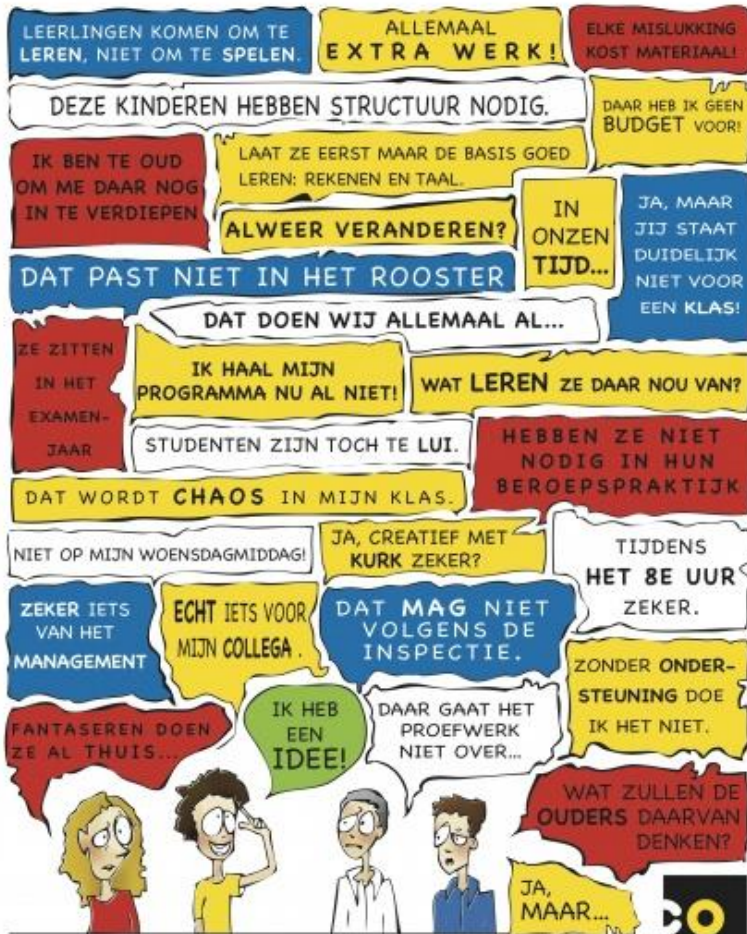 LEERLINGEN KOMEN OM TE
LEREN, NIET OM TE SPELEN.
ALLEMAAL
EXTRA WERK!
ELKE MISLUKKING
KOST MATERIAAL!
DEZE KINDEREN HEBBEN STRUCTUUR NODIG.
DAAR HEB IK GEEN
BUDGET VOOR!
IK BEN TE OUD
OM ME DAAR NOG
IN TE VERDIEPEN
LAAT ZE EERST MAAR DE BASIS GOED
LEREN: REKENEN EN TAAL.
ALWEER VERANDEREN?
IN
ONZEN
TIJD...
JA, MAAR
JIJ STAAT
DUIDELIJK
NIET VOOR
EEN KLAS!
DAT PAST NIET IN HET ROOSTER
DAT DOEN WIJ ALLEMAAL AL...
ZE ZITTEN
IN HET
EXAMEN-
JAAR
IK HAAL MIJN
PROGRAMMA NU AL NIET!
WAT LEREN ZE DAAR NOU VAN?
STUDENTEN ZIJN TOCH TE LUI.
HEBBEN ZE NIET
NODIG IN HUN
BEROEPSPRAKTIJK
DAT WORDT CHAOS IN MIJN KLAS.
NIET OP MIJN WOENSDAGMIDDAG!
JA, CREATIEF MET
KURK ZEKER?
TIJDENS
HET 8E UUR
ZEKER.
ZEKER IETS
VAN HET
MANAGEMENT
ECHT IETS VOOR
MIJN COLLEGA.
DAT MAG NIET
VOLGENS DE
INSPECTIE.
ZONDER ONDER-
STEUNING DOE
IK HET NIET.
FANTASEREN DOEN
ZE AL THUIS...
IK HEB
EEN
IDEE!
DAAR GAAT HET
PROEFWERK
NIET OVER...
WAT ZULLEN DE
OUDERS DAARVAN
DENKEN?
JA,
MAAR...
CO